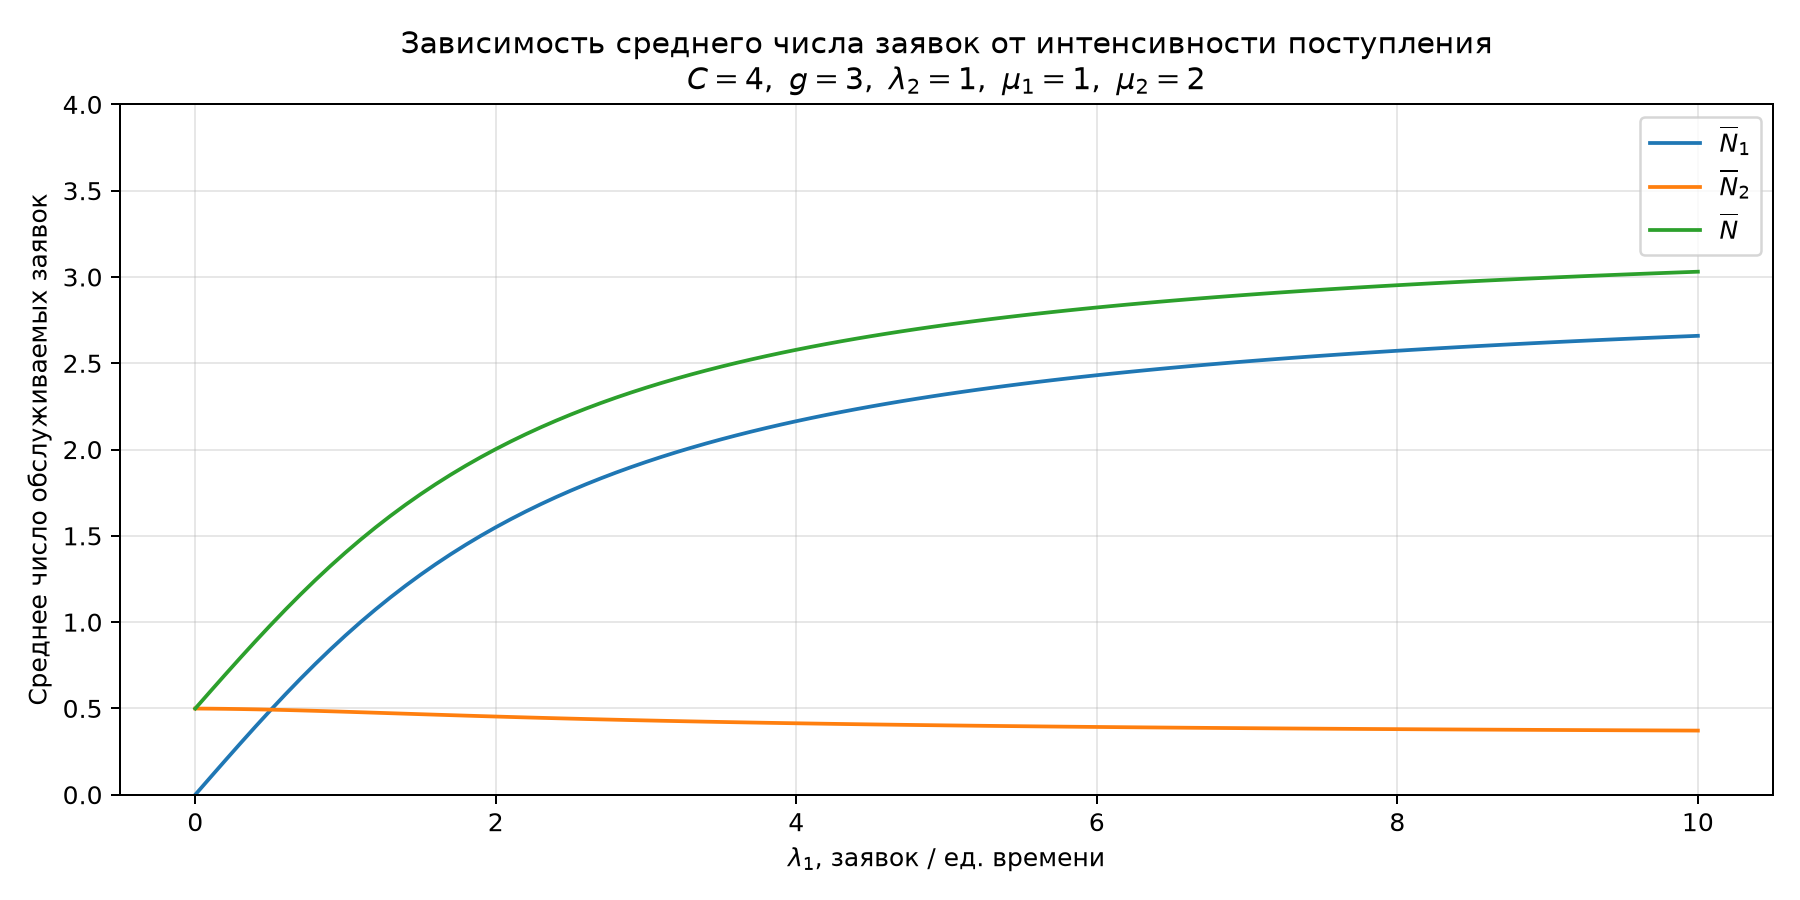 Зависимость среднего числа заявок от интенсивности поступления
C = 4, g = 3, λ₂ = 1, μ₁ = 1, μ₂ = 2
4.0
3.5
3.0
2.5
2.0
1.5
1.0
0.5
0.0
Среднее число обслуживаемых заявок
N̅₁
N̅₂
N̅
0 2 4 6 8 10
λ₁, заявок / ед. времени